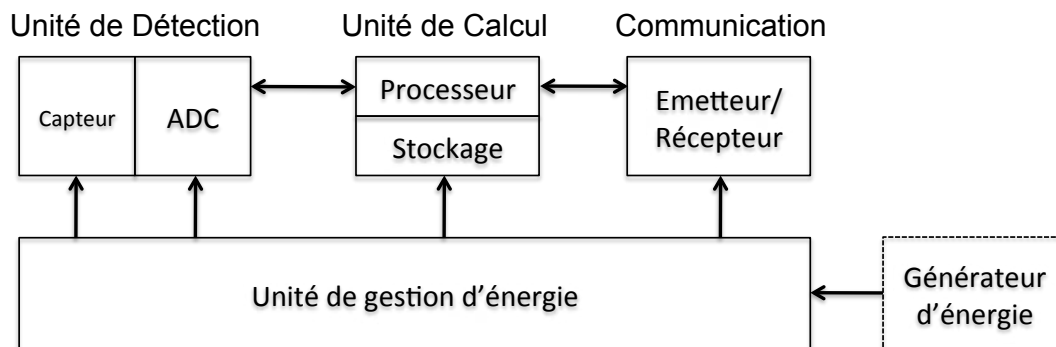 Unité de Détection
Unité de Calcul
Communication
Capteur
ADC
Processeur
Stockage
Emetteur/
Récepteur
Unité de gestion d'énergie
Générateur
d'énergie